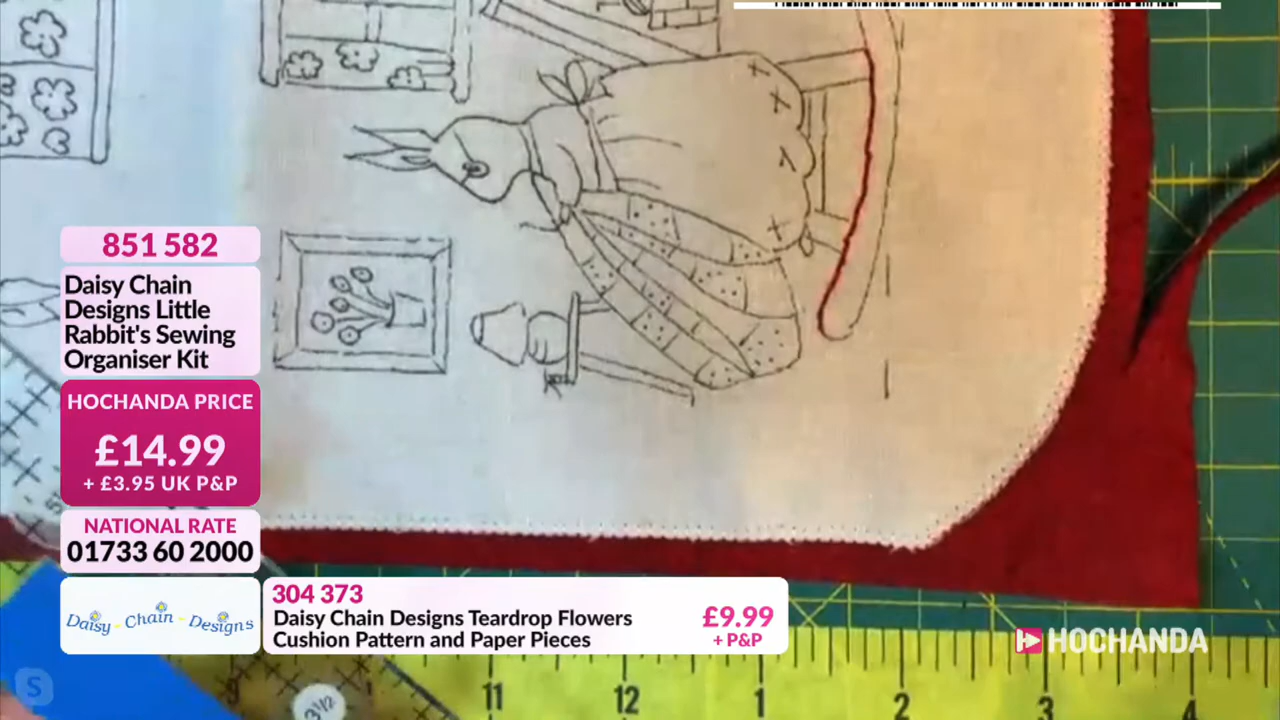 851 582
Daisy Chain
Designs Little
Rabbit's Sewing
Organiser Kit
HOCHANDA PRICE
£14.99
+ £3.95 UK P&P
NATIONAL RATE
01733 60 2000
Daisy - Chain - Designs
304 373
Daisy Chain Designs Teardrop Flowers
Cushion Pattern and Paper Pieces
£9.99
+ P&P
HOCHANDA
S
3½
11 12 1 2 3 4